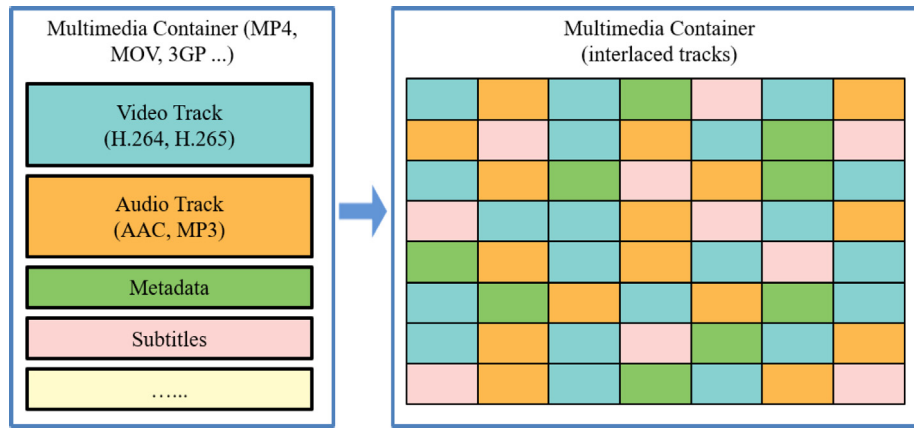 Multimedia Container (MP4,
MOV, 3GP ...)
Video Track
(H.264, H.265)
Audio Track
(AAC, MP3)
Metadata
Subtitles
…...
Multimedia Container
(interlaced tracks)